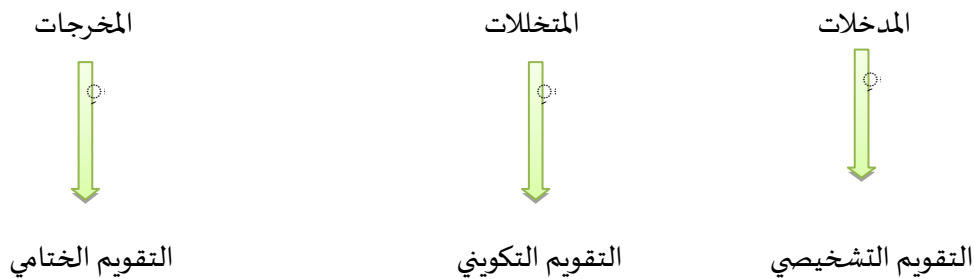 المدخلات المتخللات المخرجات
التقويم التشخيصي التقويم التكويني التقويم الختامي